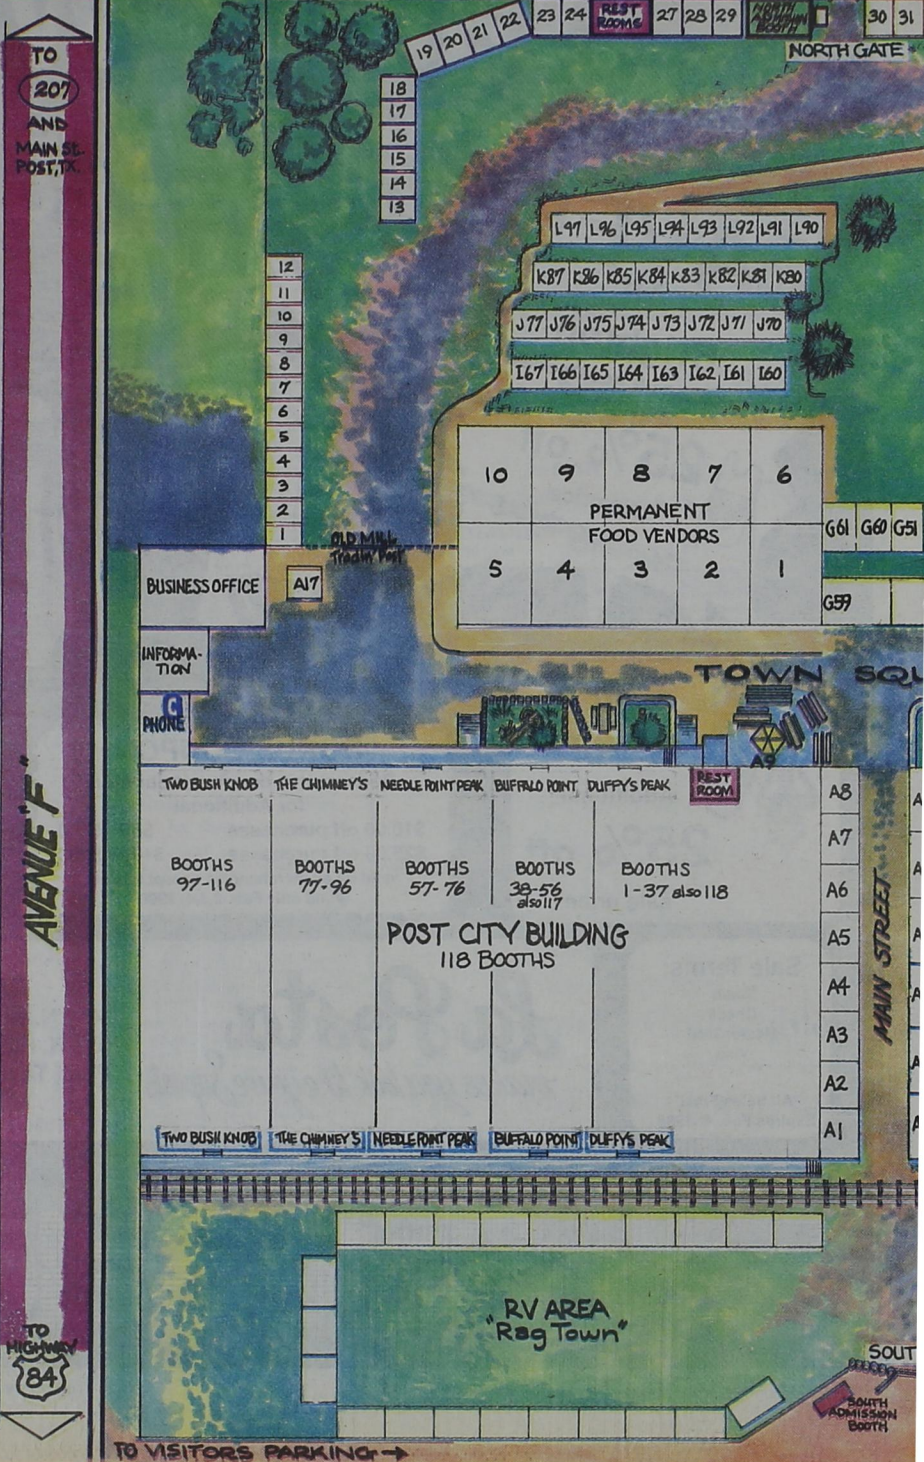 TO
207
AND
MAIN St.
POST, TX.
19 20 21 22 23 24 REST ROOMS 27 28 29
NORTH ADMISSION BOOTH
30 31
NORTH GATE
18
17
16
15
14
13
L97 L96 L95 L94 L93 L92 L91 L90
K87 K86 K85 K84 K83 K82 K81 K80
J77 J76 J75 J74 J73 J72 J71 J70
I67 I66 I65 I64 I63 I62 I61 I60
12
11
10
9
8
7
6
5
4
3
2
1
10 9 8 7 6
PERMANENT
FOOD VENDORS
5 4 3 2 1
G61 G60 G51
G59
OLD MILL
Tradin' Post
BUSINESS OFFICE
A17
INFORMA-
TION
PHONE
TOWN SQU
A9
TWO BUSH KNOB THE CHIMNEY'S NEEDLE POINT PEAK BUFFALO POINT DUFFY'S PEAK
REST
ROOM
BOOTHS
97-116
BOOTHS
77-96
BOOTHS
57-76
BOOTHS
38-56
also 117
BOOTHS
1-37 also 118
POST CITY BUILDING
118 BOOTHS
A8
A7
A6
A5
A4
A3
A2
A1
MAIN STREET
AVENUE "F"
TWO BUSH KNOB THE CHIMNEY'S NEEDLE POINT PEAK BUFFALO POINT DUFFY'S PEAK
RV AREA
"Rag Town"
TO
HIGHWAY
84
SOUT
SOUTH
ADMISSION
BOOTH
TO VISITORS PARKING →